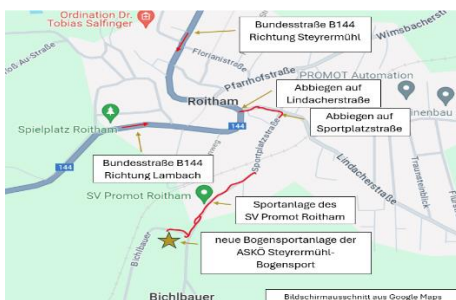 Ordination Dr.
Tobias Salfinger
Bundesstraße B144
Richtung Steyrermühl
Wimsbacherstraße
Florianistraße
Pfarrhofstraße
PROMOT Automation
Abbiegen auf
Lindacherstraße
Roitham
Abbiegen auf
Sportplatzstraße
Spielplatz Roitham
144
144
Bundesstraße B144
Richtung Lambach
Sportplatzstraße
Lindacherstraße
Traunsteinblick
SV Promot Roitham
Sportanlage des
SV Promot Roitham
Bichlbauer
neue Bogensportanlage der
ASKÖ Steyrermühl-
Bogensport
Bichlbauer
Bildschirmausschnitt aus Google Maps